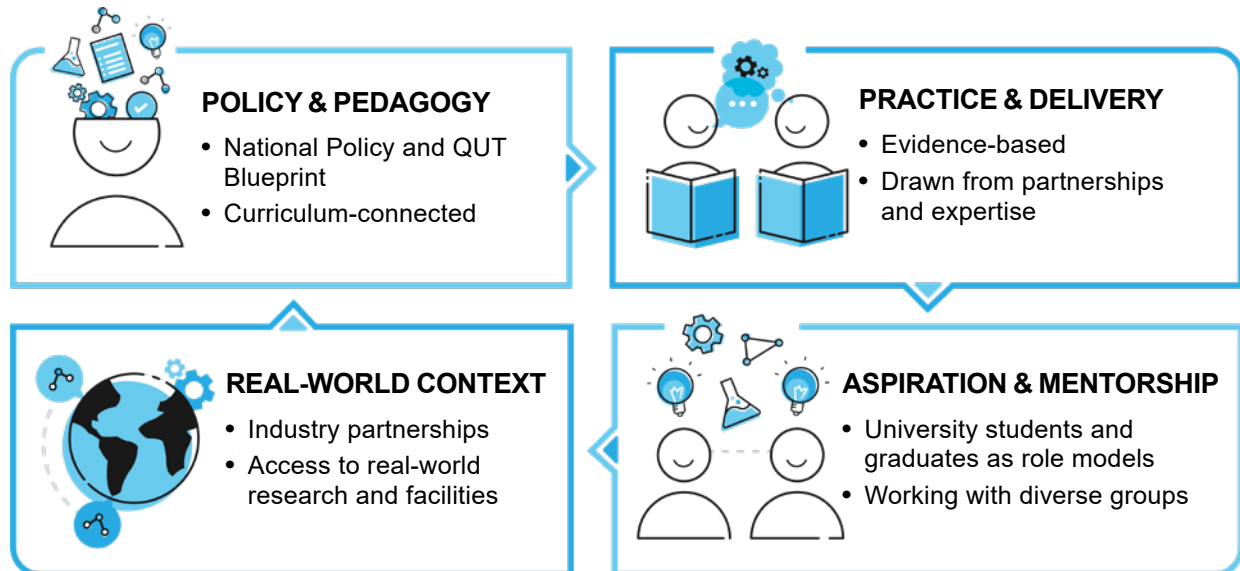 POLICY & PEDAGOGY
• National Policy and QUT
Blueprint
• Curriculum-connected
PRACTICE & DELIVERY
• Evidence-based
• Drawn from partnerships
and expertise
REAL-WORLD CONTEXT
• Industry partnerships
• Access to real-world
research and facilities
ASPIRATION & MENTORSHIP
• University students and
graduates as role models
• Working with diverse groups